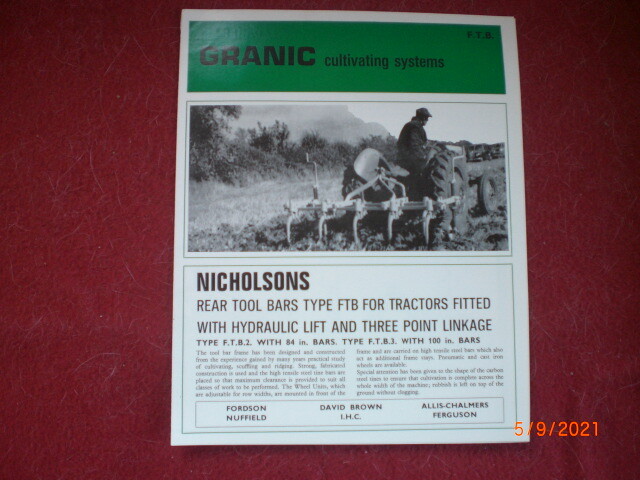 F.T.B.
GRANIC cultivating systems
NICHOLSONS
REAR TOOL BARS TYPE FTB FOR TRACTORS FITTED
WITH HYDRAULIC LIFT AND THREE POINT LINKAGE
TYPE F.T.B.2. WITH 84 in. BARS. TYPE F.T.B.3. WITH 100 in. BARS
The tool bar frame has been designed and constructed
from the experience gained by many years practical study
of cultivating, scuffling and ridging. Strong, fabricated
construction is used and the high tensile steel tine bars are
placed so that maximum clearance is provided to suit all
classes of work to be performed. The Wheel Units, which
are adjustable for row widths, are mounted in front of the
frame and are carried on high tensile steel bars which also
act as additional frame stays. Pneumatic and cast iron
wheels are available.
Special attention has been given to the shape of the carbon
steel tines to ensure that cultivation is complete across the
whole width of the machine; rubbish is left on top of the
ground without clogging.
FORDSON
NUFFIELD
DAVID BROWN
I.H.C.
ALLIS-CHALMERS
FERGUSON
5/9/2021